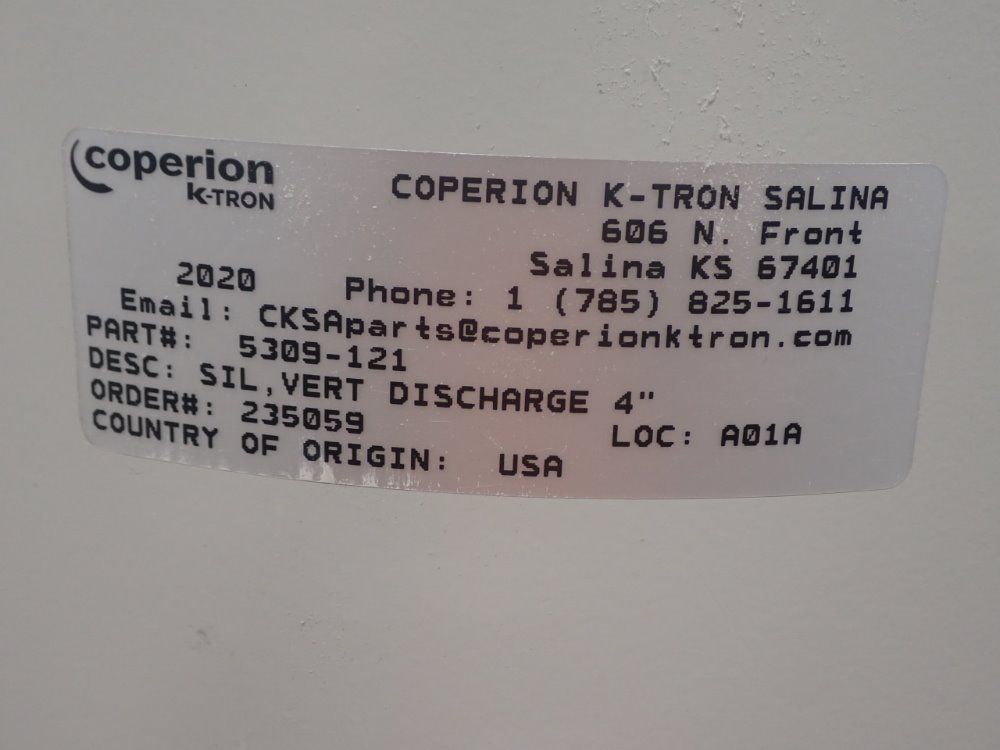 coperion
K-TRON
COPERION K-TRON SALINA
606 N. Front
Salina KS 67401
2020 Phone: 1 (785) 825-1611
Email: CKSAparts@coperionktron.com
PART#: 5309-121
DESC: SIL,VERT DISCHARGE 4"
ORDER#: 235059 LOC: A01A
COUNTRY OF ORIGIN: USA